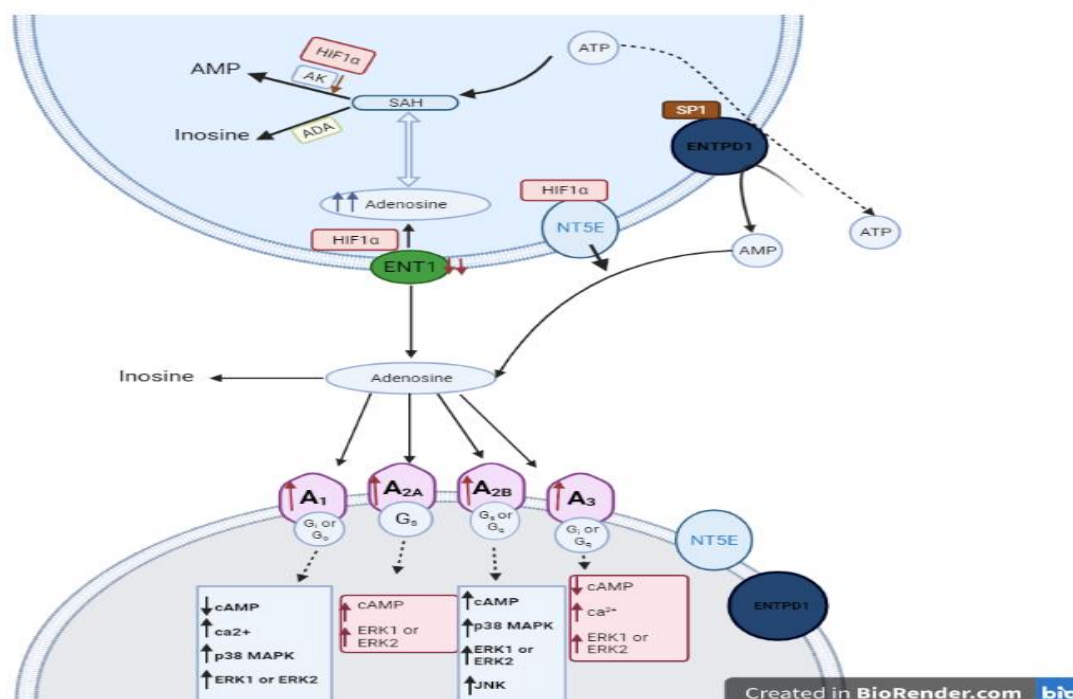 HIF1α
ATP
AMP
AK
SAH
SP1
Inosine
ADA
ENTPD1
HIF1α
Adenosine
NT5E
ATP
HIF1α
AMP
ENT1
Inosine
Adenosine
A1
A2A
A2B
A3
Gi or
Go
Gs
Gs or
Gq
Gi or
Gq
NT5E
ENTPD1
cAMP
ca2+
p38 MAPK
ERK1 or ERK2
cAMP
ERK1 or
ERK2
cAMP
p38 MAPK
ERK1 or
ERK2
JNK
cAMP
ca2+
ERK1 or
ERK2
Created in BioRender.com bio